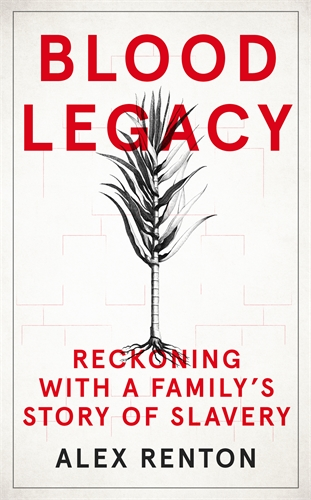 BLOOD
LEGACY
RECKONING
WITH A FAMILY'S
STORY OF SLAVERY
ALEX RENTON